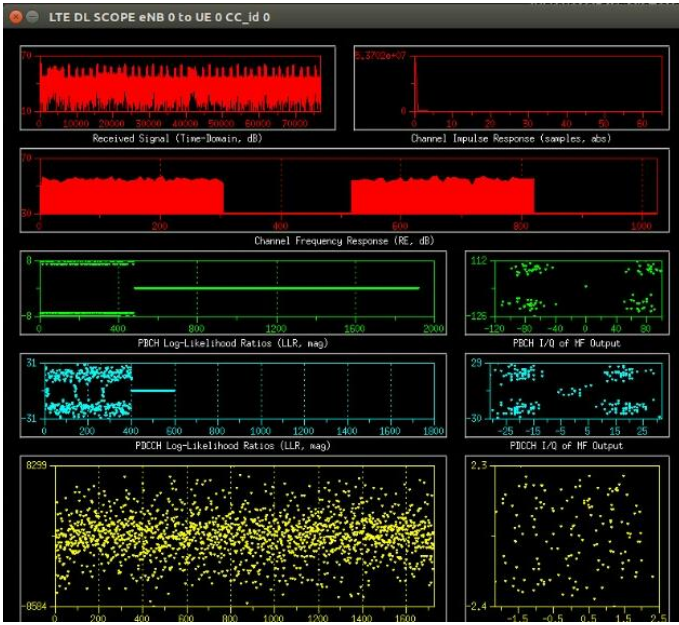 LTE DL SCOPE eNB 0 to UE 0 CC_id 0
70
10
0 10000 20000 30000 40000 50000 60000 70000
Received Signal (Time-Domain, dB)
0
0 10 20 30 40 50 60
Channel Impulse Response (samples, abs)
70
30
0 200 400 600 800 1000
Channel Frequency Response (RE, dB)
8
-8
0 400 800 1200 1600 2000
PBCH Log-Likelihood Ratios (LLR, mag)
112
-126
-120 -80 -40 0 40 80
PBCH I/Q of MF Output
31
-31
0 200 400 600 800 1000 1200 1400 1600 1800
PDCCH Log-Likelihood Ratios (LLR, mag)
29
-30
-25 -15 -5 5 15 25
PDCCH I/Q of MF Output
8299
-8584
0 200 400 600 800 1000 1200 1400 1600
2.3
-2.4
-1.5 -0.5 0.5 1.5 2.5